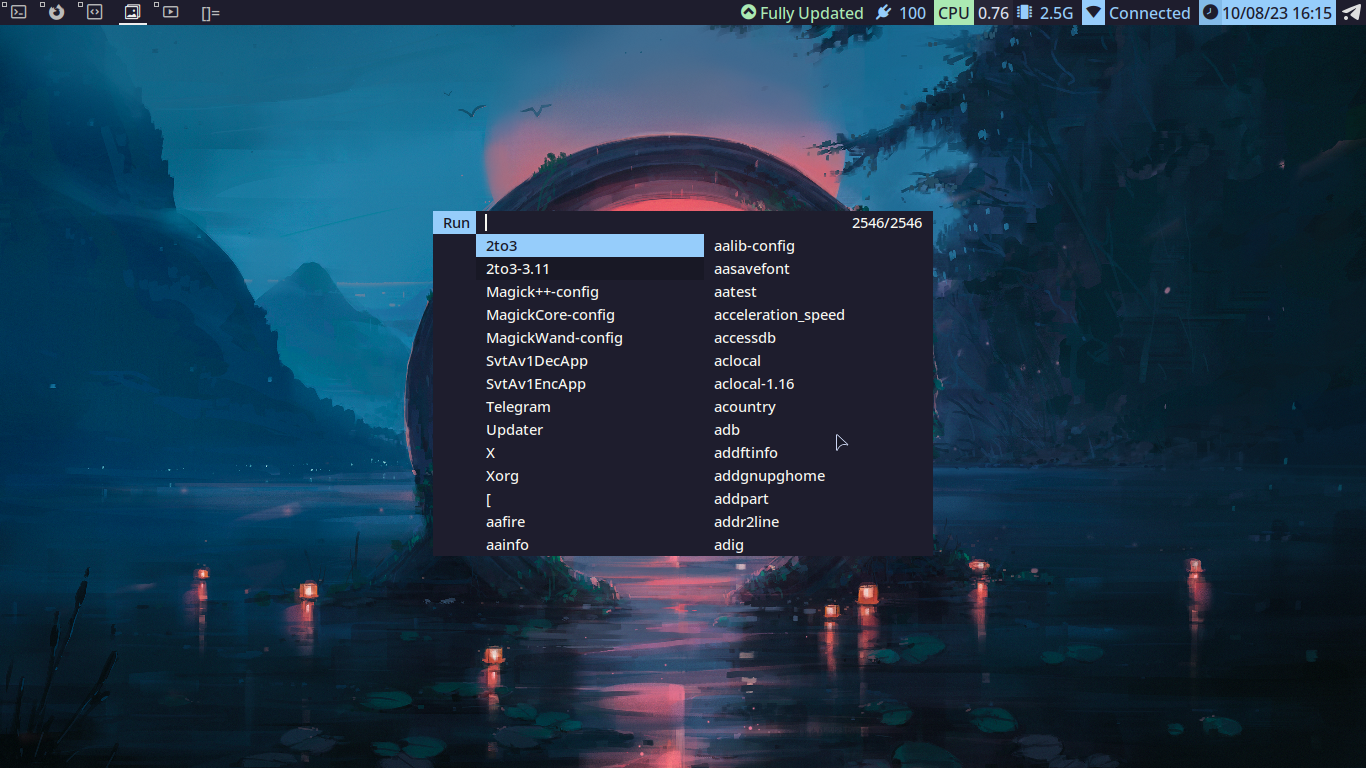 []= Fully Updated 100 CPU 0.76 2.5G Connected 10/08/23 16:15
Run 2546/2546
2to3 aalib-config
2to3-3.11 aasavefont
Magick++-config aatest
MagickCore-config acceleration_speed
MagickWand-config accessdb
SvtAv1DecApp aclocal
SvtAv1EncApp aclocal-1.16
Telegram acountry
Updater adb
X addftinfo
Xorg addgnupghome
[ addpart
aafire addr2line
aainfo adig